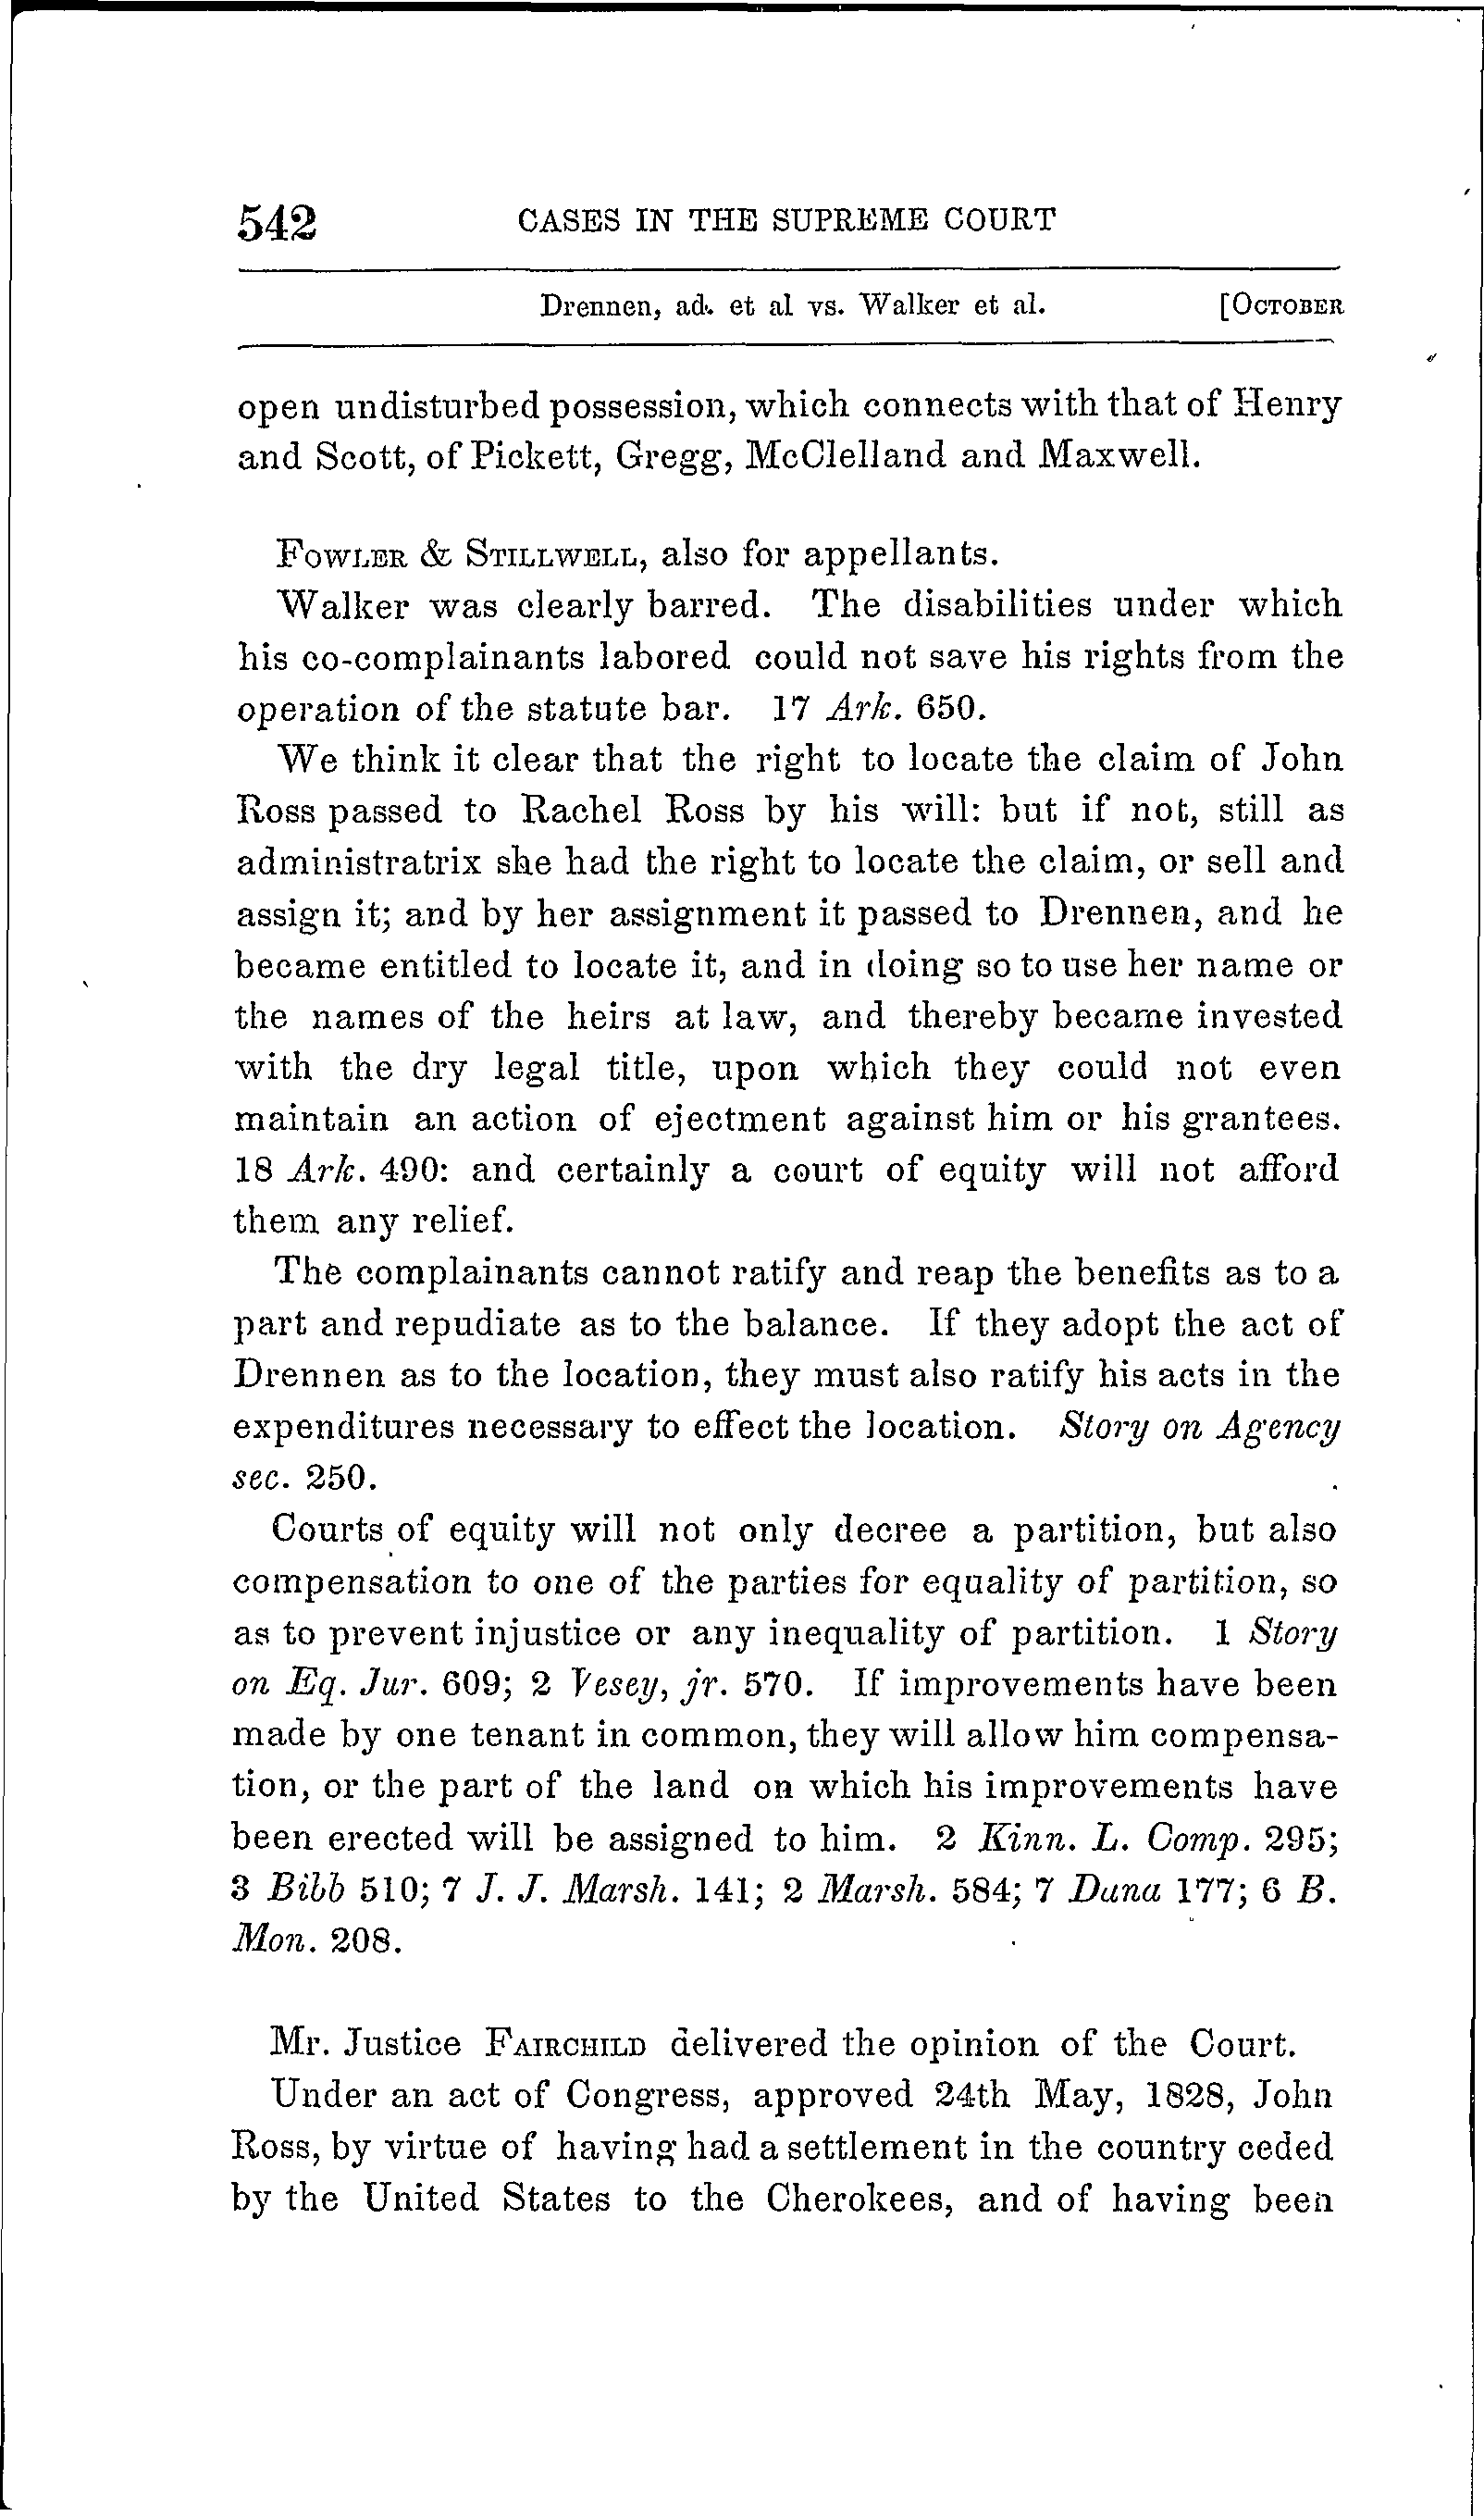 542 CASES IN THE SUPREME COURT
Drennen, ad. et al vs. Walker et al. [OCTOBER
open undisturbed possession, which connects with that of Henry
and Scott, of Pickett, Gregg, McClelland and Maxwell.
FOWLER & STILLWELL, also for appellants.
Walker was clearly barred. The disabilities under which
his co-complainants labored could not save his rights from the
operation of the statute bar. 17 Ark. 650.
We think it clear that the right to locate the claim of John
Ross passed to Rachel Ross by his will: but if not, still as
administratrix she had the right to locate the claim, or sell and
assign it; and by her assignment it passed to Drennen, and he
became entitled to locate it, and in doing so to use her name or
the names of the heirs at law, and thereby became invested
with the dry legal title, upon which they could not even
maintain an action of ejectment against him or his grantees.
18 Ark. 490: and certainly a court of equity will not afford
them any relief.
The complainants cannot ratify and reap the benefits as to a
part and repudiate as to the balance. If they adopt the act of
Drennen as to the location, they must also ratify his acts in the
expenditures necessary to effect the location. Story on Agency
sec. 250.
Courts of equity will not only decree a partition, but also
compensation to one of the parties for equality of partition, so
as to prevent injustice or any inequality of partition. 1 Story
on Eq. Jur. 609; 2 Vesey, jr. 570. If improvements have been
made by one tenant in common, they will allow him compensa-
tion, or the part of the land on which his improvements have
been erected will be assigned to him. 2 Kinn. L. Comp. 295;
3 Bibb 510; 7 J. J. Marsh. 141; 2 Marsh. 584; 7 Dana 177; 6 B.
Mon. 208.
Mr. Justice FAIRCHILD delivered the opinion of the Court.
Under an act of Congress, approved 24th May, 1828, John
Ross, by virtue of having had a settlement in the country ceded
by the United States to the Cherokees, and of having been